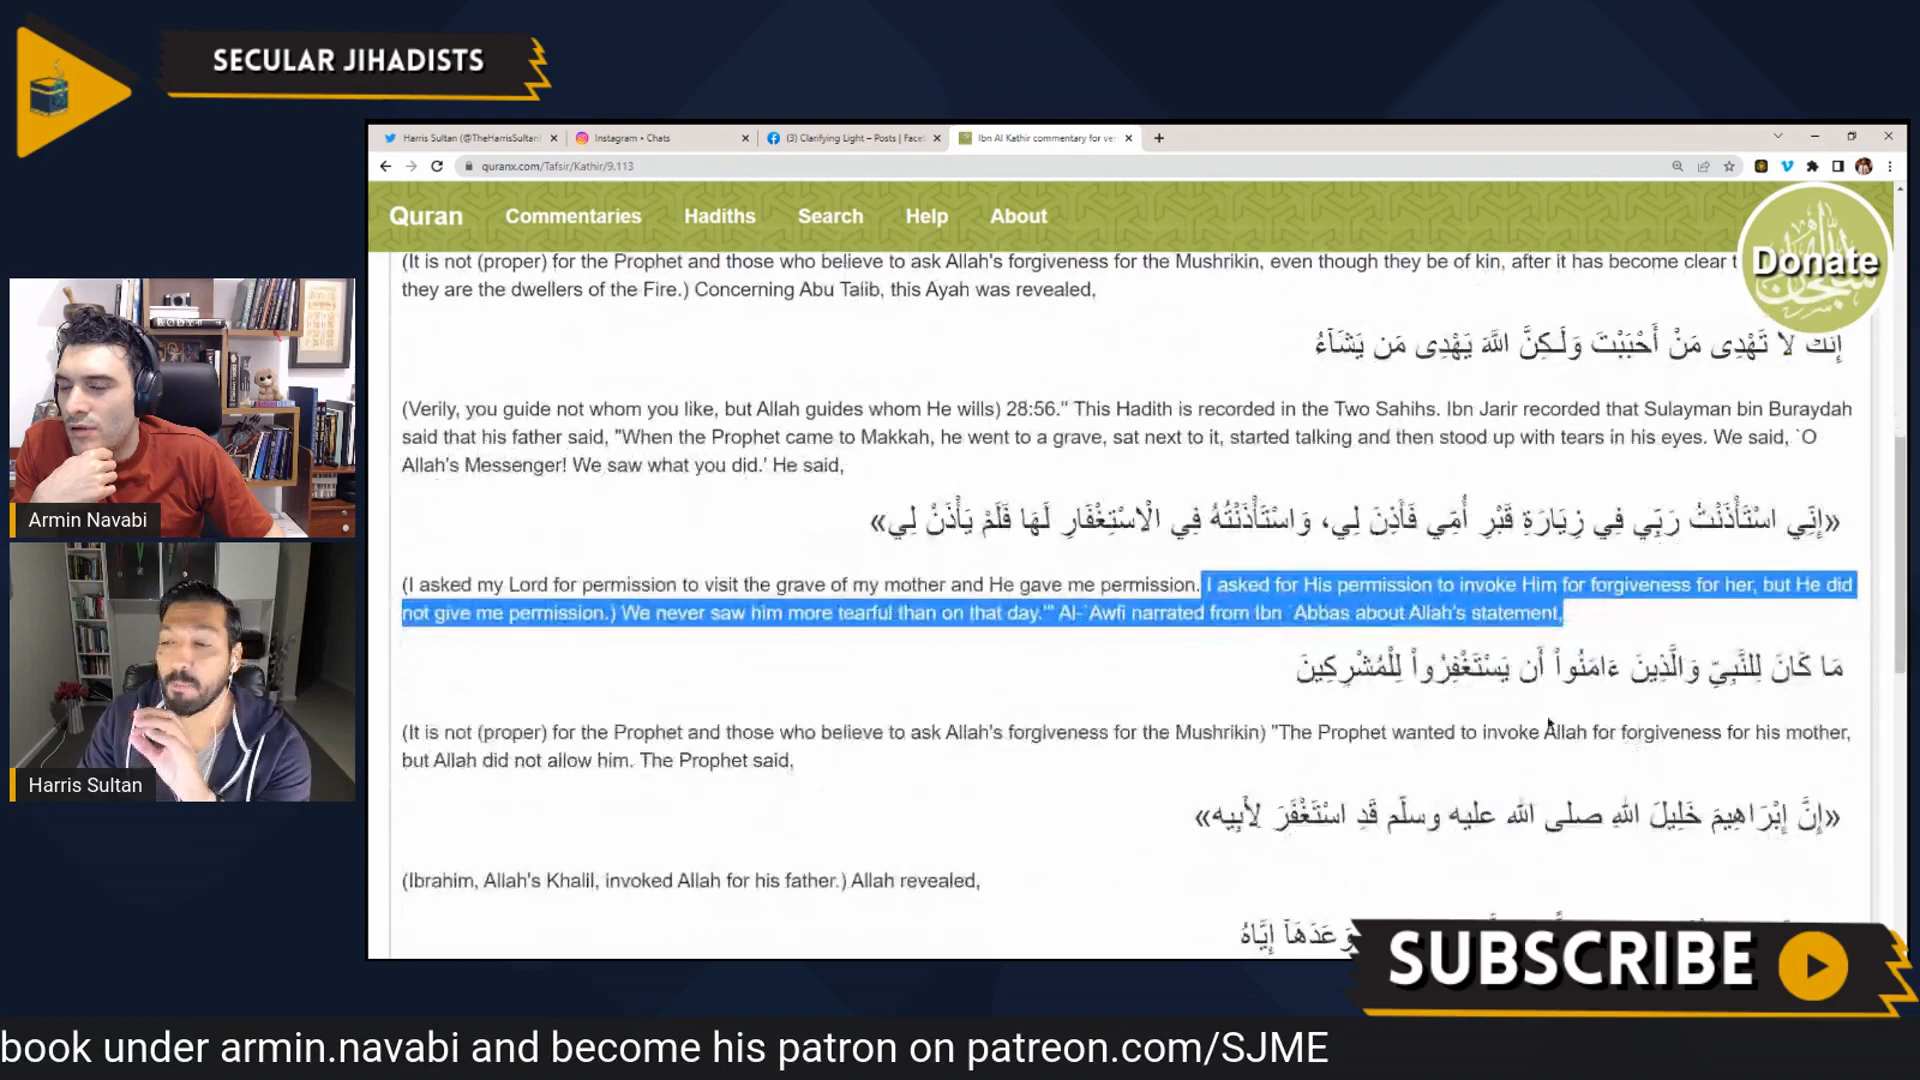 SECULAR JIHADISTS
Harris Sultan (@TheHarrisSultan)
Instagram • Chats
(3) Clarifying Light – Posts | Face
Ibn Al Kathir commentary for ve
quranx.com/Tafsir/Kathir/9.113
Quran Commentaries Hadiths Search Help About
Donate
(It is not (proper) for the Prophet and those who believe to ask Allah's forgiveness for the Mushrikin, even though they be of kin, after it has become clear t
they are the dwellers of the Fire.) Concerning Abu Talib, this Ayah was revealed,
إِنَّكَ لاَ تَهْدِى مَنْ أَحْبَبْتَ وَلَـكِنَّ اللَّهَ يَهْدِى مَن يَشَآءُ
(Verily, you guide not whom you like, but Allah guides whom He wills) 28:56." This Hadith is recorded in the Two Sahihs. Ibn Jarir recorded that Sulayman bin Buraydah
said that his father said, "When the Prophet came to Makkah, he went to a grave, sat next to it, started talking and then stood up with tears in his eyes. We said, `O
Allah's Messenger! We saw what you did.' He said,
«إِنِّي اسْتَأْذَنْتُ رَبِّي فِي زِيَارَةِ قَبْرِ أُمِّي فَأَذِنَ لِي، وَاسْتَأْذَنْتُهُ فِي الْاسْتِغْفَارِ لَهَا فَلَمْ يَأْذَنْ لِي»
(I asked my Lord for permission to visit the grave of my mother and He gave me permission. I asked for His permission to invoke Him for forgiveness for her, but He did
not give me permission.) We never saw him more tearful than on that day.'" Al-`Awfi narrated from Ibn `Abbas about Allah's statement,
مَا كَانَ لِلنَّبِىِّ وَالَّذِينَ ءَامَنُواْ أَن يَسْتَغْفِرُواْ لِلْمُشْرِكِينَ
(It is not (proper) for the Prophet and those who believe to ask Allah's forgiveness for the Mushrikin) "The Prophet wanted to invoke Allah for forgiveness for his mother,
but Allah did not allow him. The Prophet said,
«إِنَّ إِبْرَاهِيمَ خَلِيلَ اللهِ صلى الله عليه وسلّم قَدِ اسْتَغْفَرَ لِأَبِيه»
(Ibrahim, Allah's Khalil, invoked Allah for his father.) Allah revealed,
وَعَدَهَآ إِيَّاهُ
Armin Navabi
Harris Sultan
SUBSCRIBE
book under armin.navabi and become his patron on patreon.com/SJME